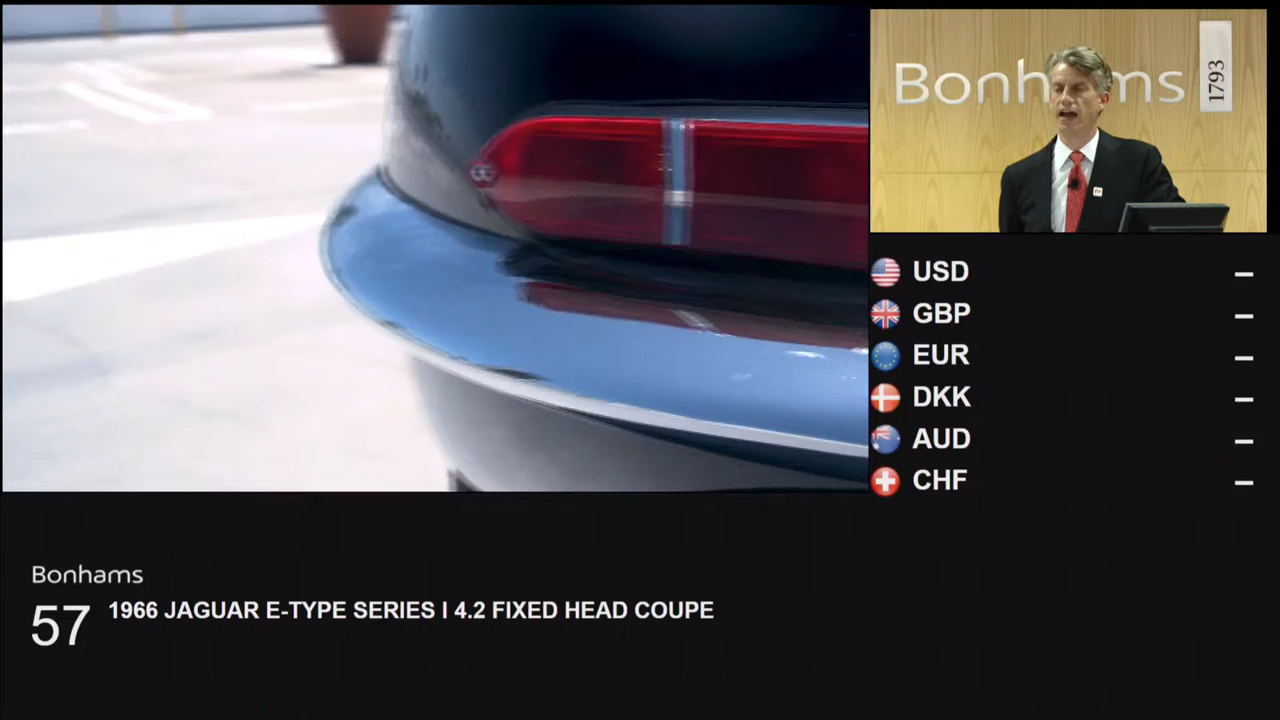 Bonhams
1793
USD –
GBP –
EUR –
DKK –
AUD –
CHF –
Bonhams
57
1966 JAGUAR E-TYPE SERIES I 4.2 FIXED HEAD COUPE